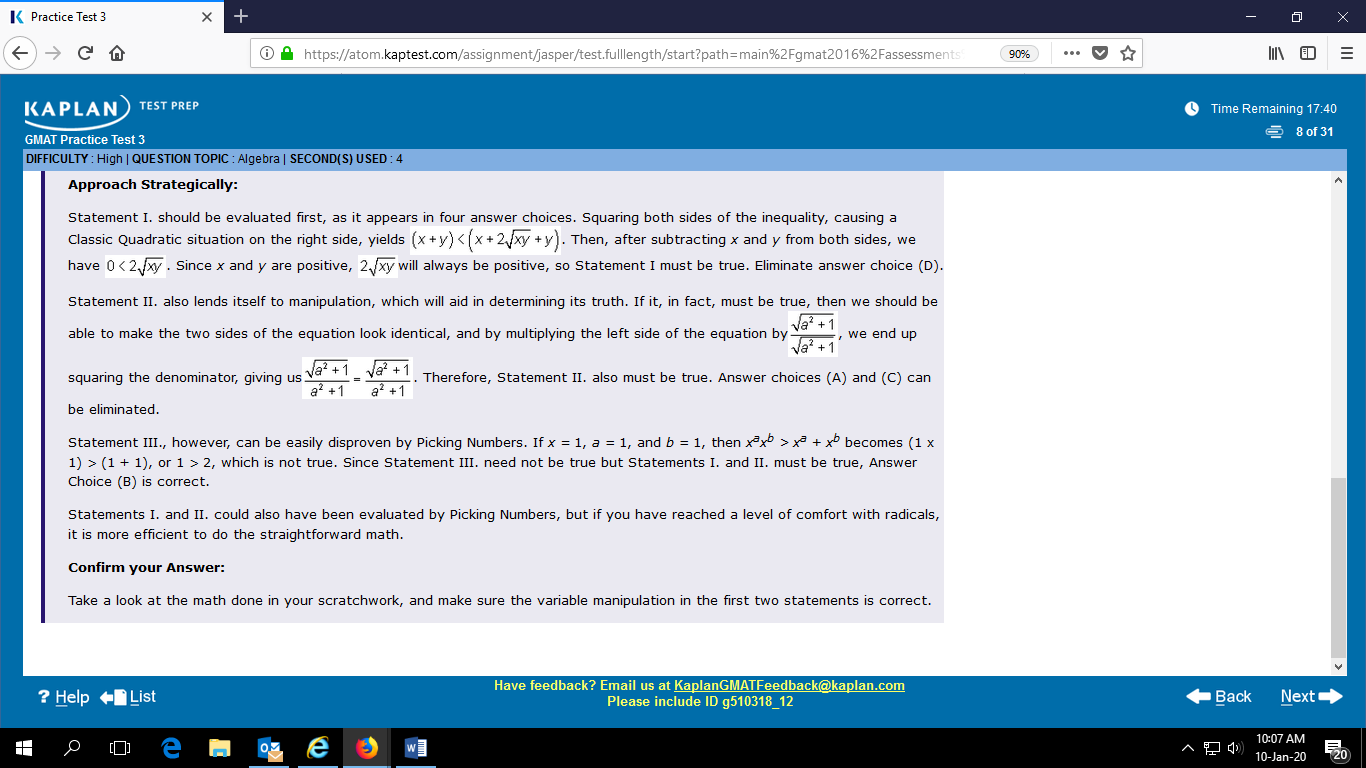 Practice Test 3
https://atom.kaptest.com/assignment/jasper/test.fulllength/start?path=main%2Fgmat2016%2Fassessments
90%
KAPLAN TEST PREP
GMAT Practice Test 3
Time Remaining 17:40
8 of 31
DIFFICULTY : High | QUESTION TOPIC : Algebra | SECOND(S) USED : 4
Approach Strategically:
Statement I. should be evaluated first, as it appears in four answer choices. Squaring both sides of the inequality, causing a
Classic Quadratic situation on the right side, yields (x + y) < (x + 2√xy + y). Then, after subtracting x and y from both sides, we
have 0 < 2√xy. Since x and y are positive, 2√xy will always be positive, so Statement I must be true. Eliminate answer choice (D).
Statement II. also lends itself to manipulation, which will aid in determining its truth. If it, in fact, must be true, then we should be
able to make the two sides of the equation look identical, and by multiplying the left side of the equation by √a² + 1 / √a² + 1, we end up
squaring the denominator, giving us √a² + 1 / a² + 1 = √a² + 1 / a² + 1. Therefore, Statement II. also must be true. Answer choices (A) and (C) can
be eliminated.
Statement III., however, can be easily disproven by Picking Numbers. If x = 1, a = 1, and b = 1, then xᵃxᵇ > xᵃ + xᵇ becomes (1 x
1) > (1 + 1), or 1 > 2, which is not true. Since Statement III. need not be true but Statements I. and II. must be true, Answer
Choice (B) is correct.
Statements I. and II. could also have been evaluated by Picking Numbers, but if you have reached a level of comfort with radicals,
it is more efficient to do the straightforward math.
Confirm your Answer:
Take a look at the math done in your scratchwork, and make sure the variable manipulation in the first two statements is correct.
? Help List
Have feedback? Email us at KaplanGMATFeedback@kaplan.com
Please include ID g510318_12
Back Next
10:07 AM
10-Jan-20
20